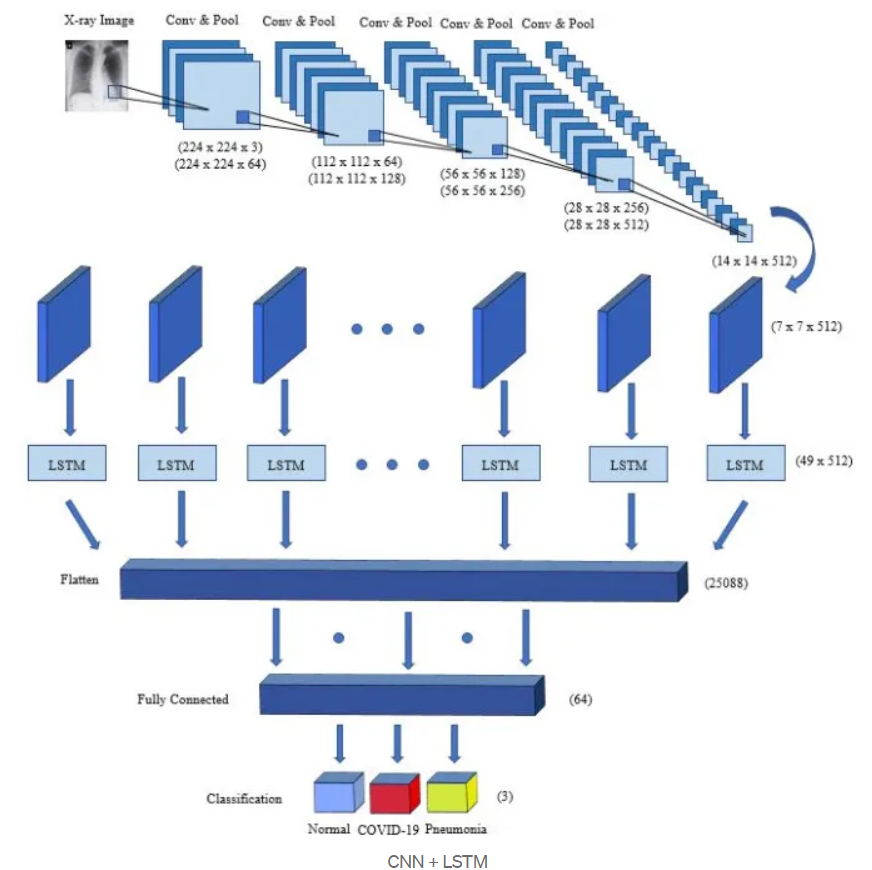 X-ray Image
Conv & Pool
Conv & Pool
Conv & Pool
Conv & Pool
Conv & Pool
(224 x 224 x 3)
(224 x 224 x 64)
(112 x 112 x 64)
(112 x 112 x 128)
(56 x 56 x 128)
(56 x 56 x 256)
(28 x 28 x 256)
(28 x 28 x 512)
(14 x 14 x 512)
(7 x 7 x 512)
LSTM
LSTM
LSTM
LSTM
LSTM
LSTM
(49 x 512)
Flatten
(25088)
Fully Connected
(64)
Classification
(3)
Normal
COVID-19
Pneumonia
CNN + LSTM